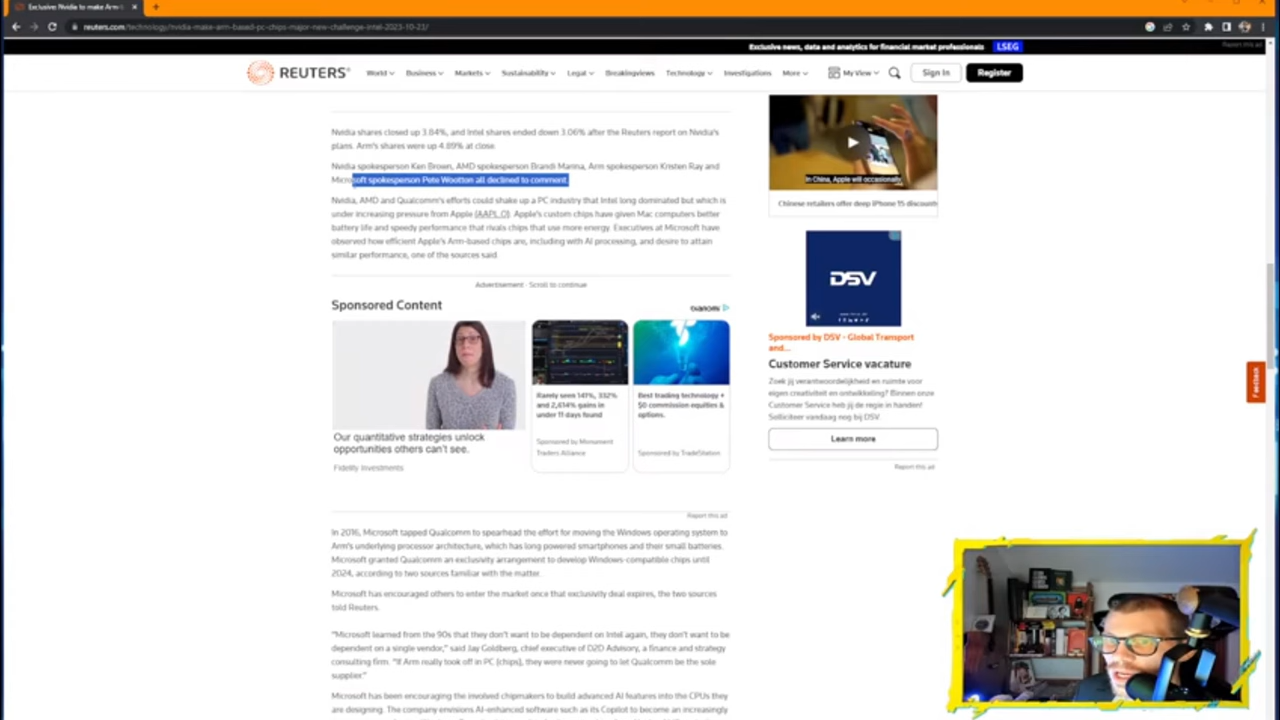 Exclusive: Nvidia to make Arm-
reuters.com/technology/nvidia-make-arm-based-pc-chips-major-new-challenge-intel-2023-10-23/
Exclusive news, data and analytics for financial market professionals LSEG
Report this ad
REUTERS
World Business Markets Sustainability Legal Breakingviews Technology Investigations More My View Sign In Register
Nvidia shares closed up 3.84%, and Intel shares ended down 3.06% after the Reuters report on Nvidia's
plans. Arm's shares were up 4.89% at close.
Nvidia spokesperson Ken Brown, AMD spokesperson Brandi Marina, Arm spokesperson Kristen Ray and
Microsoft spokesperson Pete Wootton all declined to comment.
Nvidia, AMD and Qualcomm's efforts could shake up a PC industry that Intel long dominated but which is
under increasing pressure from Apple (AAPL.O). Apple's custom chips have given Mac computers better
battery life and speedy performance that rivals chips that use more energy. Executives at Microsoft have
observed how efficient Apple's Arm-based chips are, including with AI processing, and desire to attain
similar performance, one of the sources said.
Advertisement · Scroll to continue
Sponsored Content
dianomi
Our quantitative strategies unlock
opportunities others can't see.
Fidelity Investments
Rarely seen 141%, 332%
and 2,414% gains in
under 11 days found
Sponsored by Monument
Traders Alliance
Best trading technology +
$0 commission equities &
options.
Sponsored by TradeStation
Report this ad
In 2016, Microsoft tapped Qualcomm to spearhead the effort for moving the Windows operating system to
Arm's underlying processor architecture, which has long powered smartphones and their small batteries.
Microsoft granted Qualcomm an exclusivity arrangement to develop Windows-compatible chips until
2024, according to two sources familiar with the matter.
Microsoft has encouraged others to enter the market once that exclusivity deal expires, the two sources
told Reuters.
"Microsoft learned from the 90s that they don't want to be dependent on Intel again, they don't want to be
dependent on a single vendor," said Jay Goldberg, chief executive of D2D Advisory, a finance and strategy
consulting firm. "If Arm really took off in PC (chips), they were never going to let Qualcomm be the sole
supplier."
Microsoft has been encouraging the involved chipmakers to build advanced AI features into the CPUs they
are designing. The company envisions AI-enhanced software such as its Copilot to become an increasingly
In China, Apple will occasionally
Chinese retailers offer deep iPhone 15 discounts
DSV
Sponsored by DSV - Global Transport
and...
Customer Service vacature
Zoek jij verantwoordelijkheid en ruimte voor
eigen creativiteit en ontwikkeling? Binnen onze
Customer Service heb jij de regie in handen!
Solliciteer vandaag nog bij DSV.
Learn more
Report this ad
Feedback